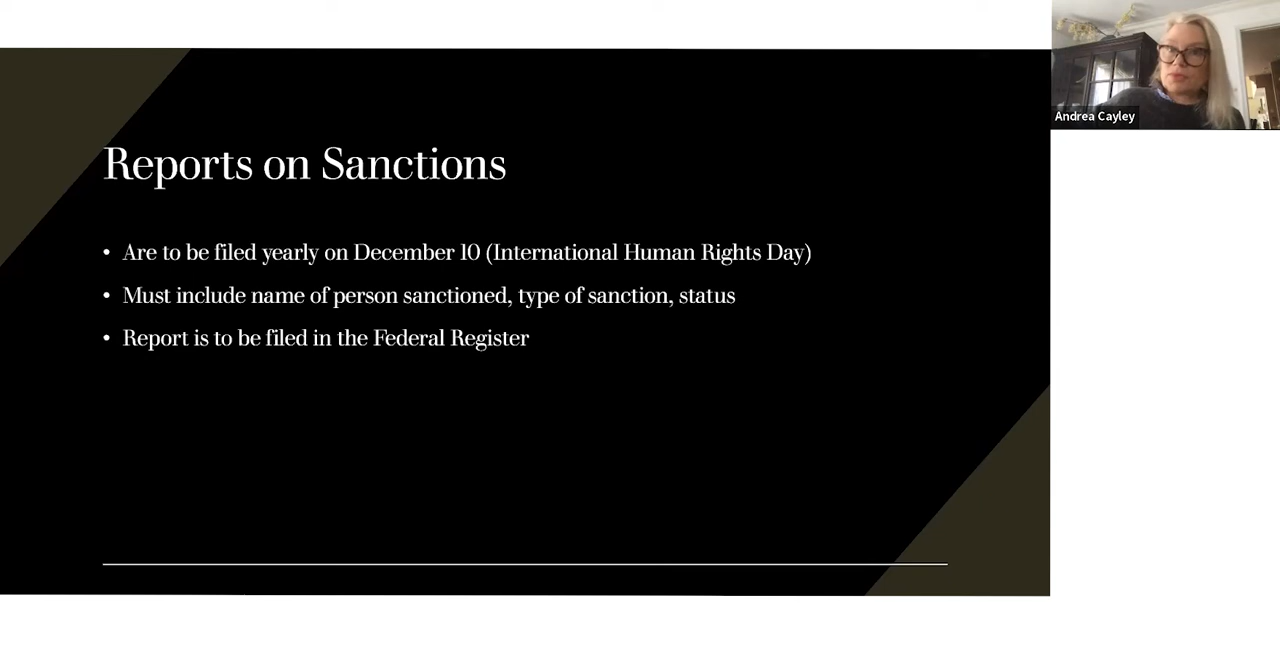 Andrea Cayley
Reports on Sanctions
• Are to be filed yearly on December 10 (International Human Rights Day)
• Must include name of person sanctioned, type of sanction, status
• Report is to be filed in the Federal Register